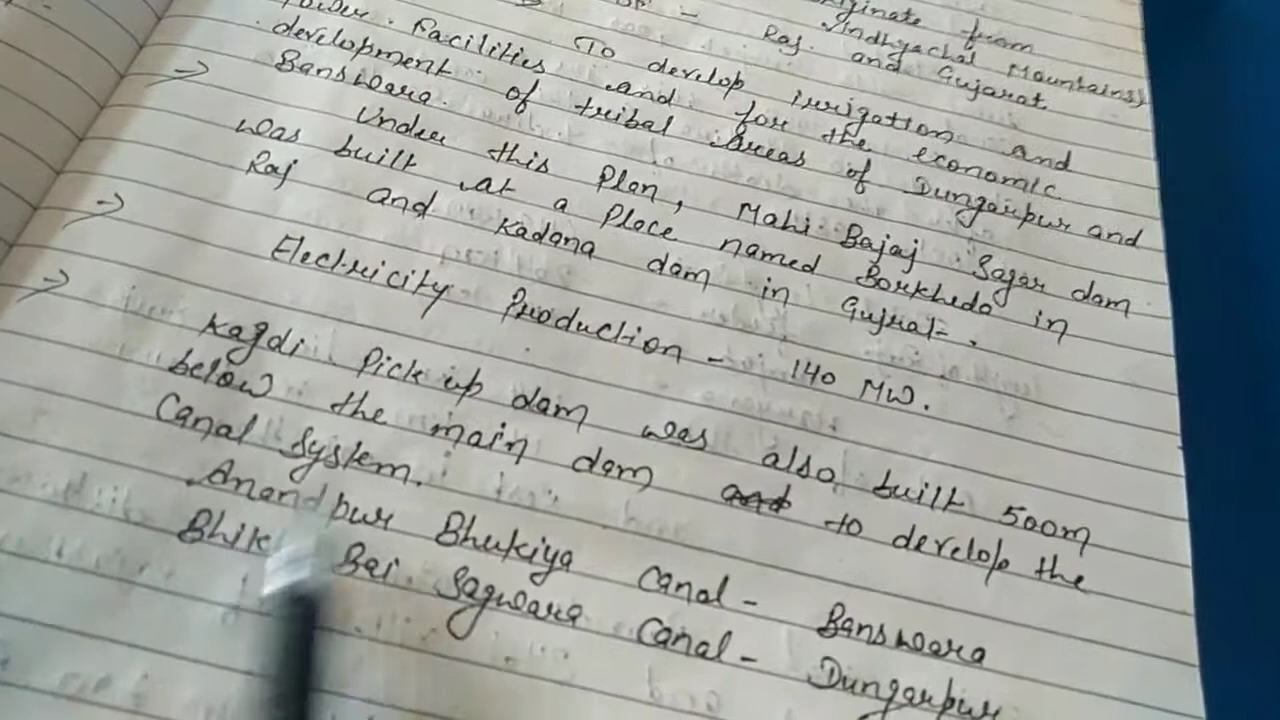 originate from
Vindhyachal Mountains)
Raj. and Gujarat
To develop irrigation and
Power. Facilities and for the economic
development of tribal Areas of Dungarpur and
Banswara.
Under this Plan, Mahi Bajaj Sagar dam
was built at a Place named Borkheda in
Raj and Kadana dam in Gujrat.
Electricity Production - 140 MW.
Kagdi Pick up dam was also built 500m
below the main dam to develop the
Canal System.
Anandpur Bhukiya Canal - Banswara
Bhik Bai Sagwara Canal - Dungarpur